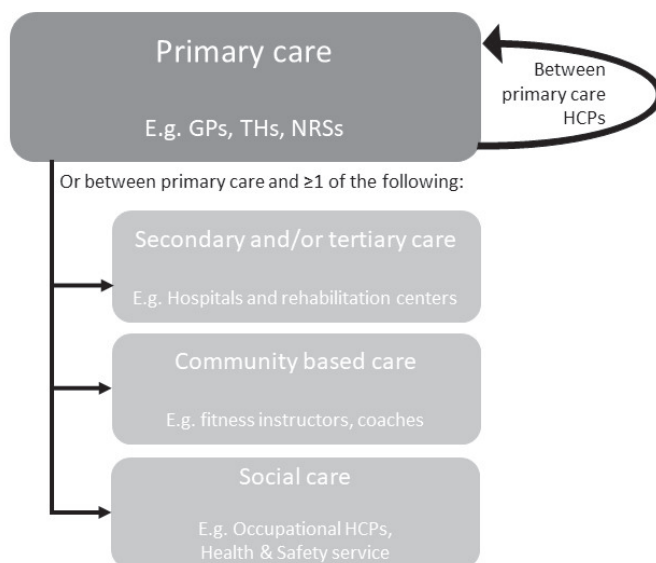 Primary care
E.g. GPs, THs, NRSs
Between
primary care
HCPs
Or between primary care and ≥1 of the following:
Secondary and/or tertiary care
E.g. Hospitals and rehabilitation centers
Community based care
E.g. fitness instructors, coaches
Social care
E.g. Occupational HCPs,
Health & Safety service